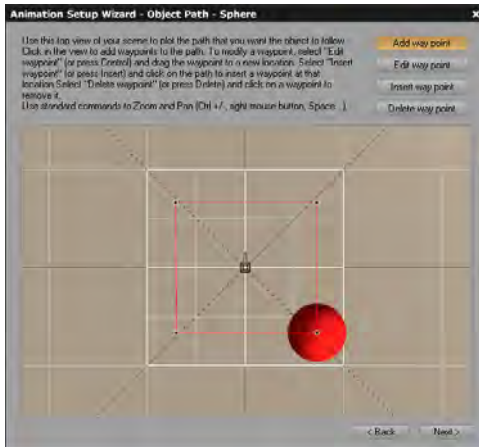 Animation Setup Wizard - Object Path - Sphere x
Use this top view of your scene to plot the path that you want the object to follow.
Click in the view to add waypoints to the path. To modify a waypoint, select "Edit
waypoint" (or press Control) and drag the waypoint to a new location. Select "Insert
waypoint" (or press Insert) and click on the path to insert a waypoint at that
location. Select "Delete waypoint" (or press Delete) and click on a waypoint to
remove it.
Use standard commands to Zoom and Pan (Ctrl +/-, right mouse button, Space...).
Add way point
Edit way point
Insert way point
Delete way point
< Back
Next >